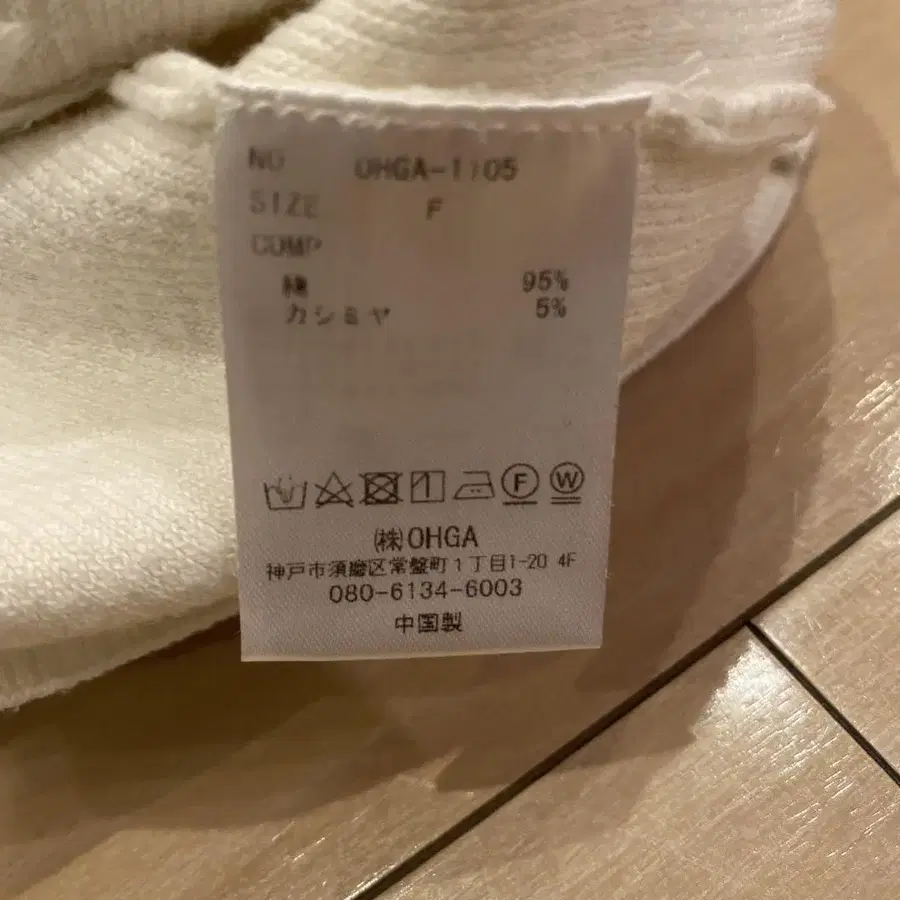 NO OHGA-1105
SIZE F
COMP
綿 95%
カシミヤ 5%
F W
(株)OHGA
神戸市須磨区常盤町1丁目1-20 4F
080-6134-6003
中国製